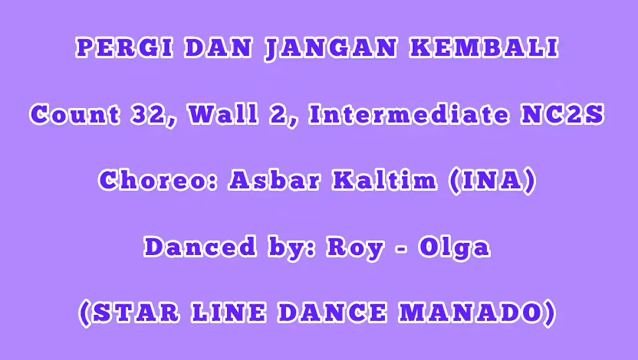 PERGI DAN JANGAN KEMBALI
Count 32, Wall 2, Intermediate NC2S
Choreo: Asbar Kaltim (INA)
Danced by: Roy - Olga
(STAR LINE DANCE MANADO)